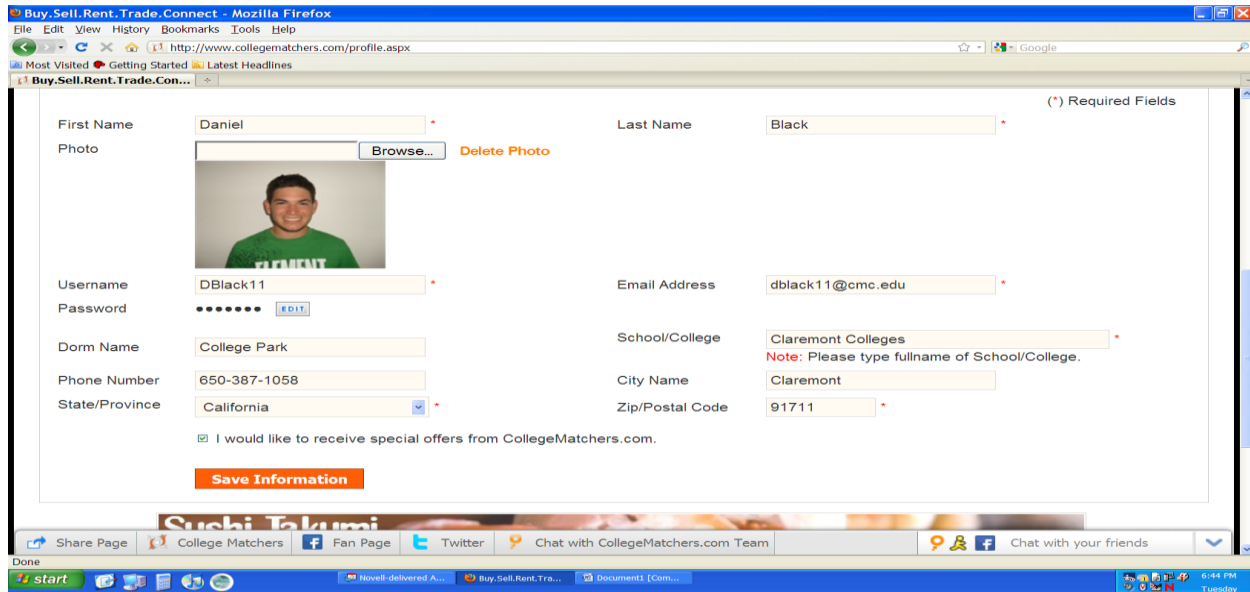 Buy.Sell.Rent.Trade.Connect - Mozilla Firefox
File Edit View History Bookmarks Tools Help
http://www.collegematchers.com/profile.aspx Google
Most Visited Getting Started Latest Headlines
Buy.Sell.Rent.Trade.Con...
(*) Required Fields
First Name Daniel * Last Name Black *
Photo Browse... Delete Photo
ELEMENT
Username DBlack11 * Email Address dblack11@cmc.edu *
Password ••••••• EDIT
Dorm Name College Park School/College Claremont Colleges *
Note: Please type fullname of School/College.
Phone Number 650-387-1058 City Name Claremont
State/Province California * Zip/Postal Code 91711 *
I would like to receive special offers from CollegeMatchers.com.
Save Information
Sushi Takumi
Share Page College Matchers Fan Page Twitter Chat with CollegeMatchers.com Team Chat with your friends
Done
start Novell-delivered A... Buy.Sell.Rent.Tra... Document1 [Com... 6:44 PM
Tuesday